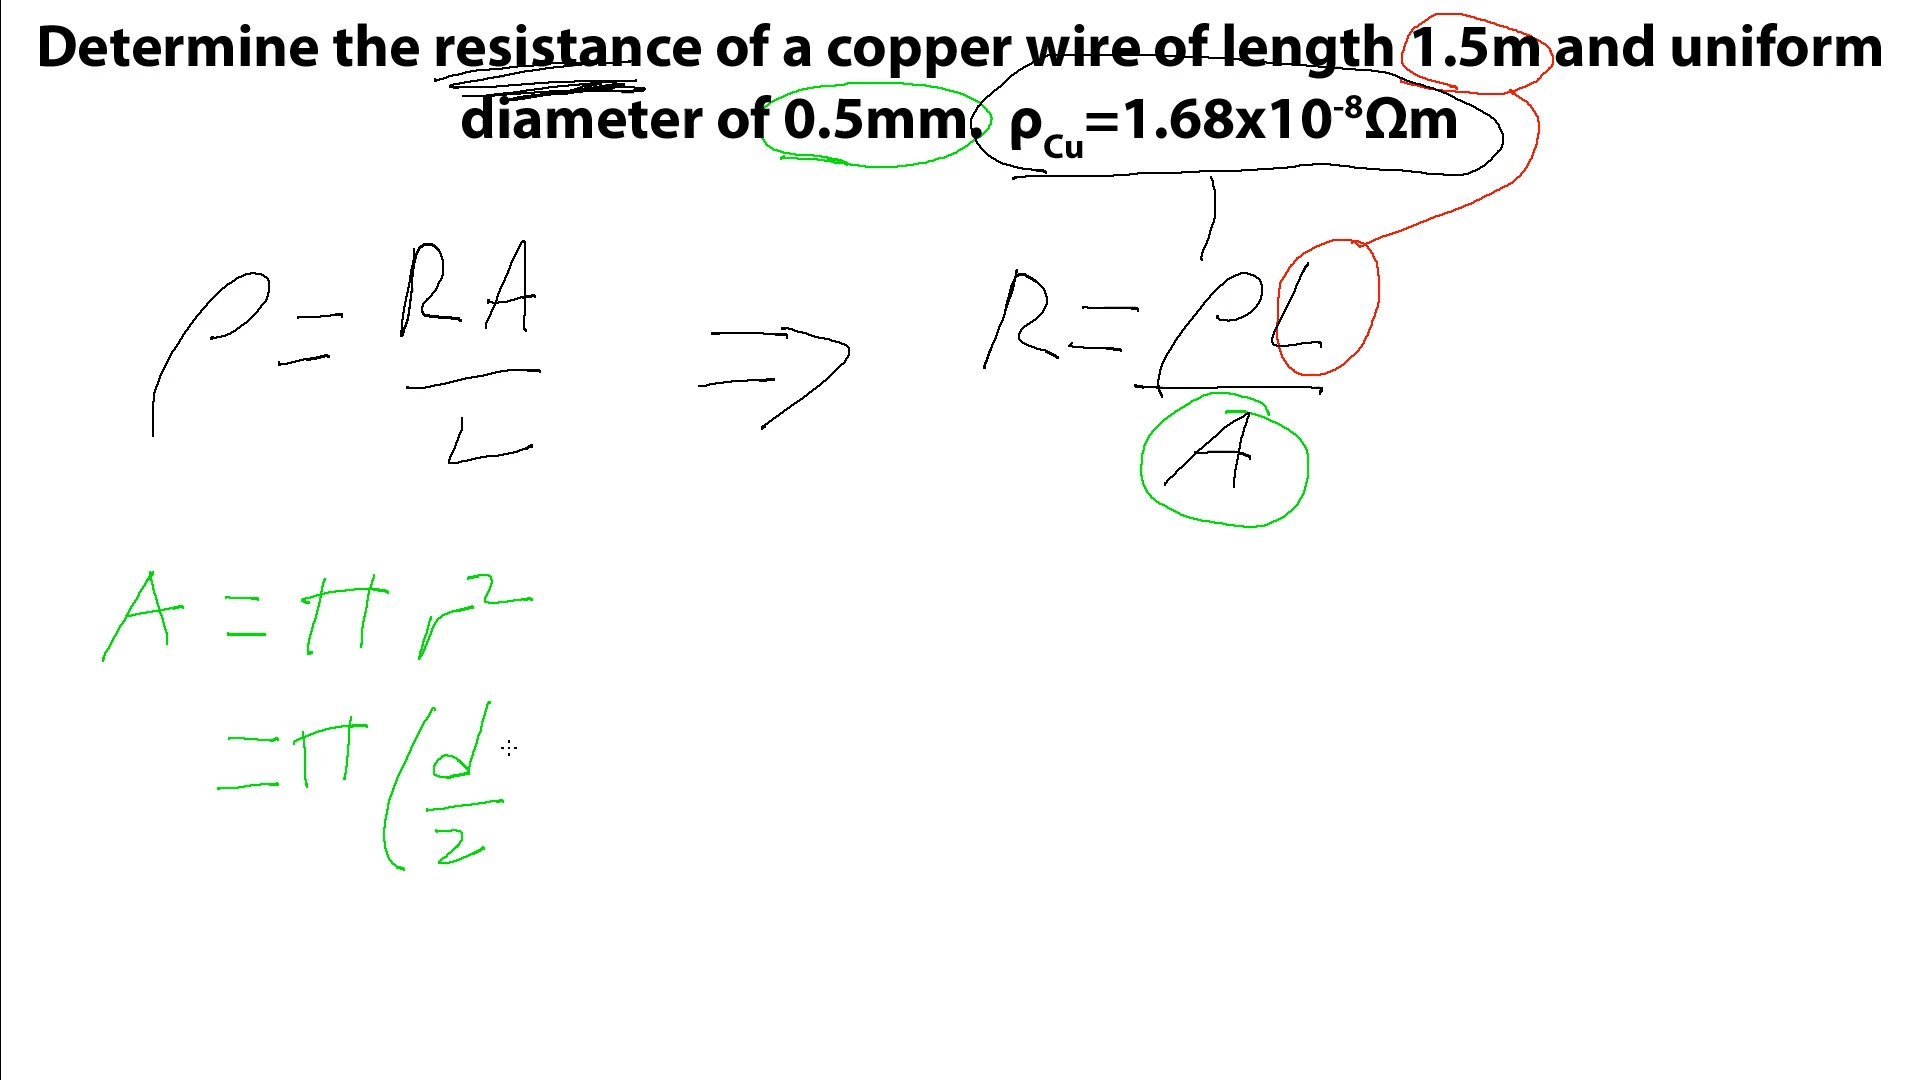 Determine the resistance of a copper wire of length 1.5m and uniform
diameter of 0.5mm. ρCu=1.68x10⁻⁸Ωm
ρ = RA / L ⇒ R = ρL / A
A = π r²
= π (d / 2